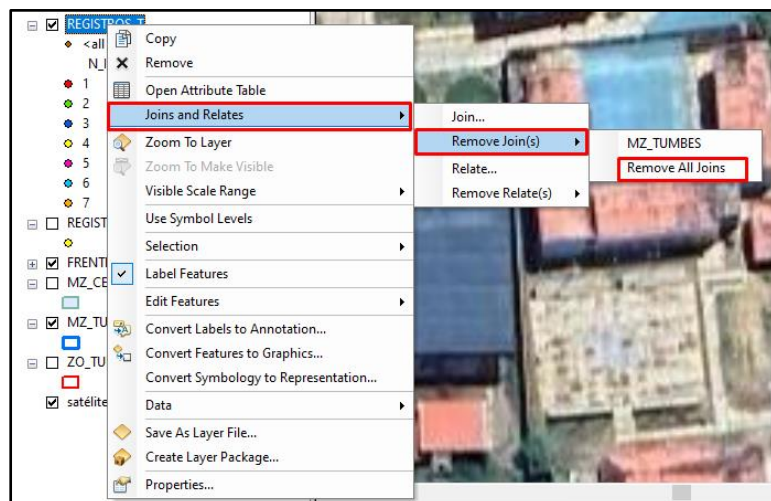 REGISTROS_T
<all
N_I
1
2
3
4
5
6
7
REGIST
FRENTI
MZ_CE
MZ_TU
ZO_TU
satélite
Copy
Remove
Open Attribute Table
Joins and Relates
Zoom To Layer
Zoom To Make Visible
Visible Scale Range
Use Symbol Levels
Selection
Label Features
Edit Features
Convert Labels to Annotation...
Convert Features to Graphics...
Convert Symbology to Representation...
Data
Save As Layer File...
Create Layer Package...
Properties...
Join...
Remove Join(s)
Relate...
Remove Relate(s)
MZ_TUMBES
Remove All Joins